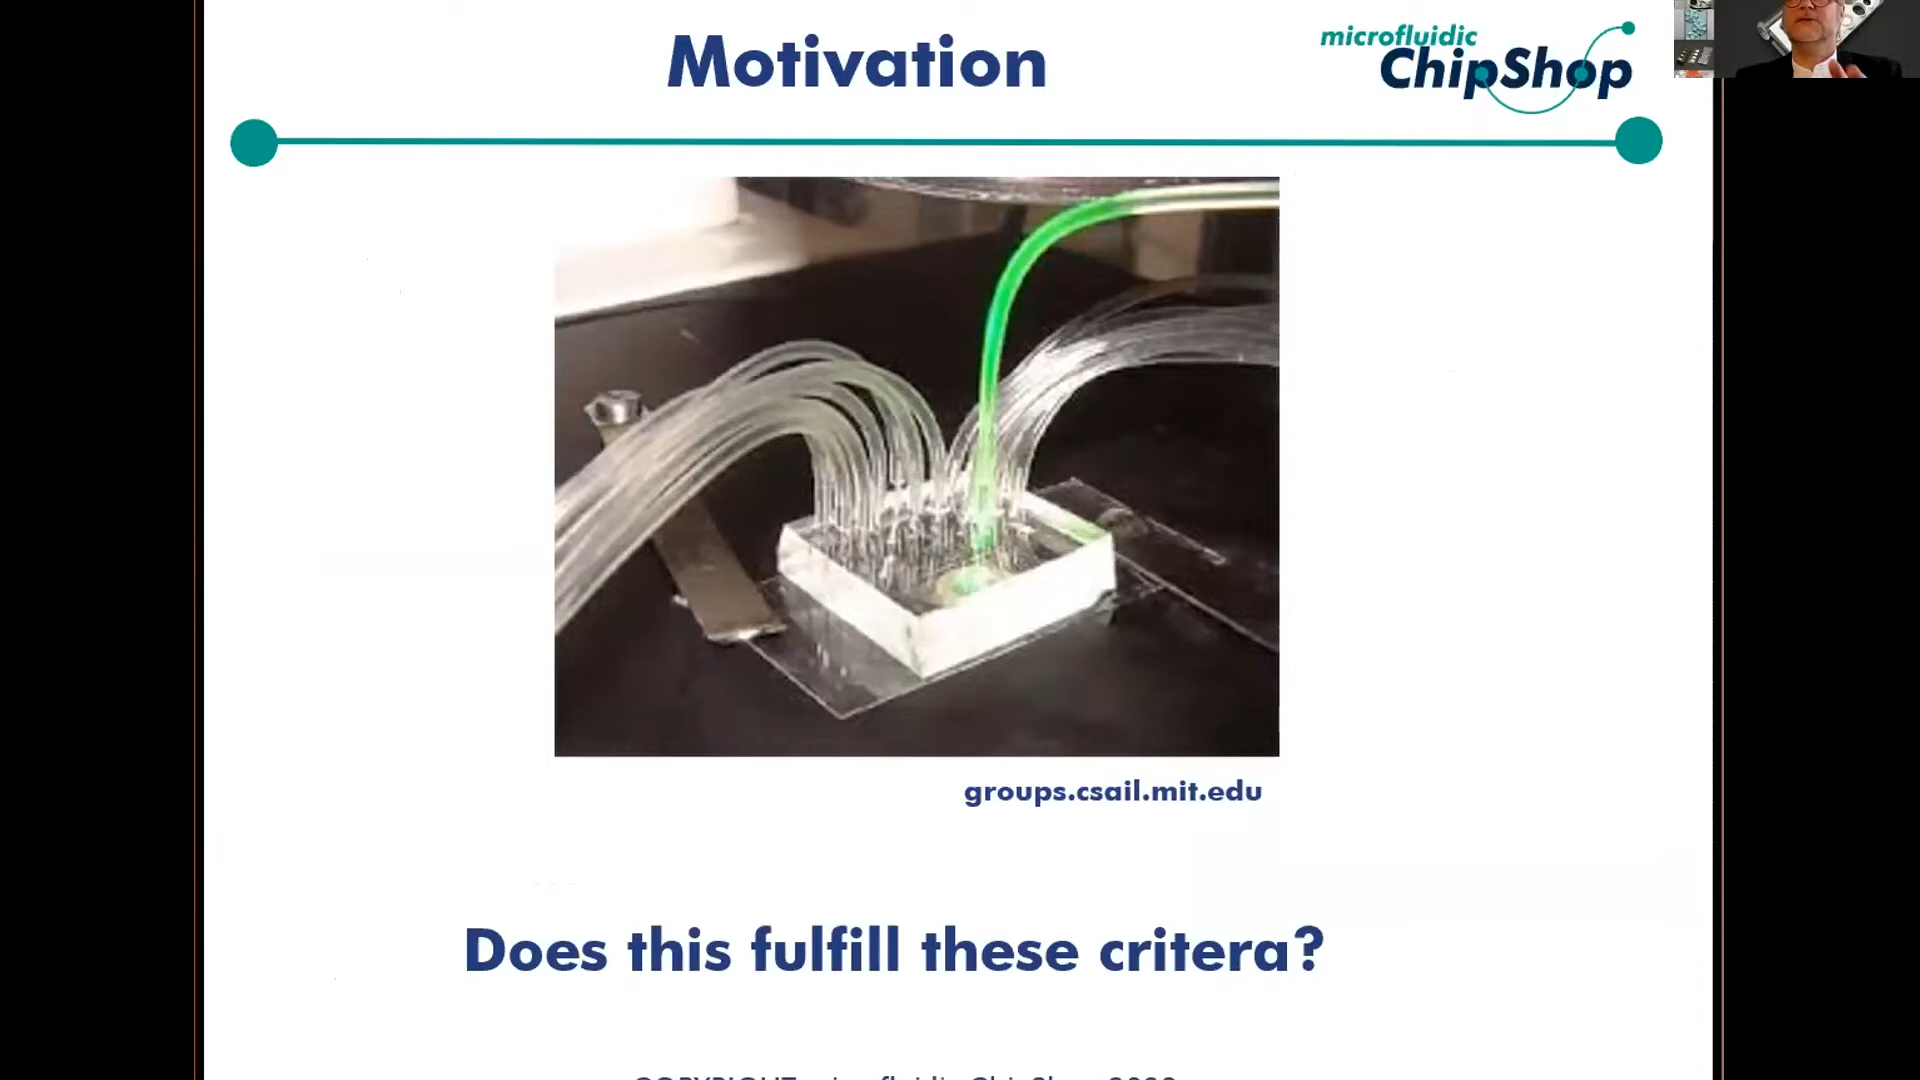 Motivation
microfluidic
ChipShop
groups.csail.mit.edu
Does this fulfill these critera?